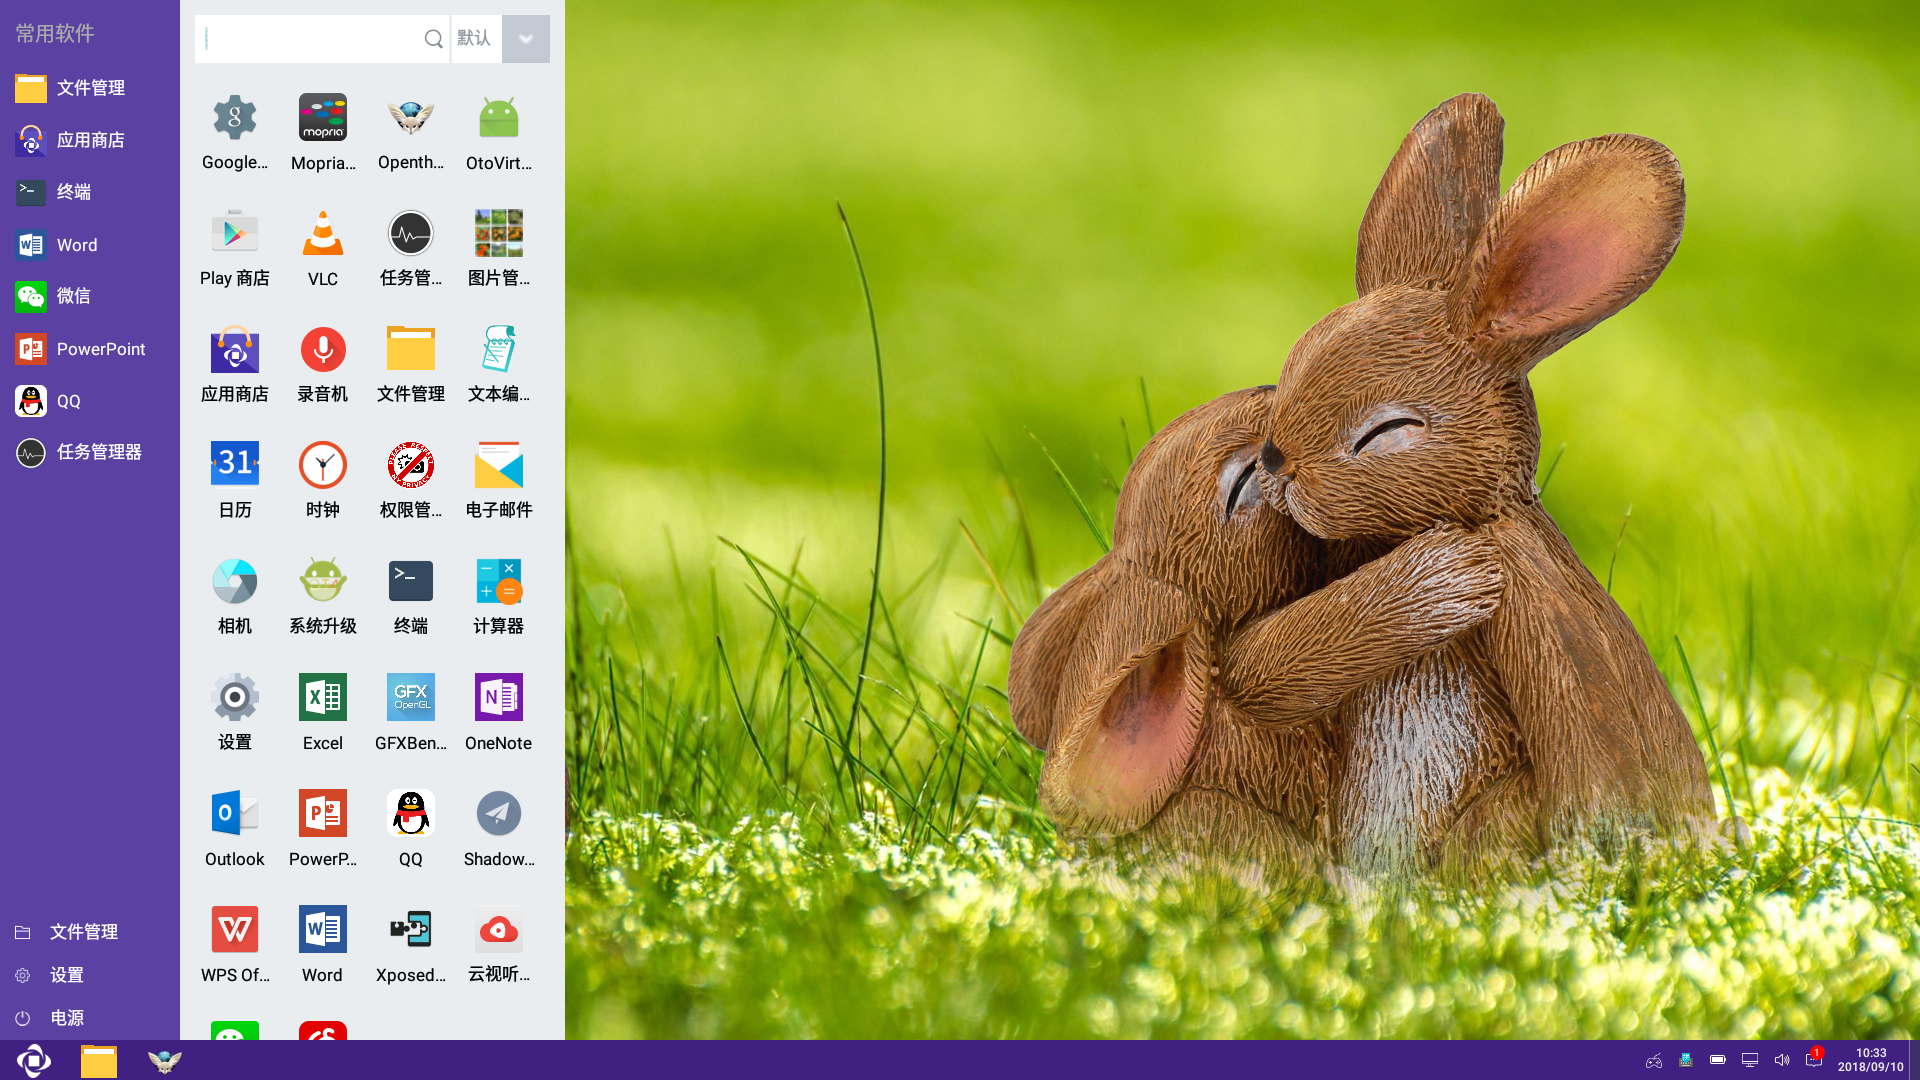 常用软件
文件管理
应用商店
终端
Word
微信
PowerPoint
QQ
任务管理器
文件管理
设置
电源
默认
Google...
Mopria...
Openth...
OtoVirt...
Play 商店
VLC
任务管...
图片管...
应用商店
录音机
文件管理
文本编...
日历
时钟
权限管...
电子邮件
相机
系统升级
终端
计算器
设置
Excel
GFXBen...
OneNote
Outlook
PowerP...
QQ
Shadow...
WPS Of...
Word
Xposed...
云视听...
mopria
31
GFX
OpenGL
1
10:33
2018/09/10